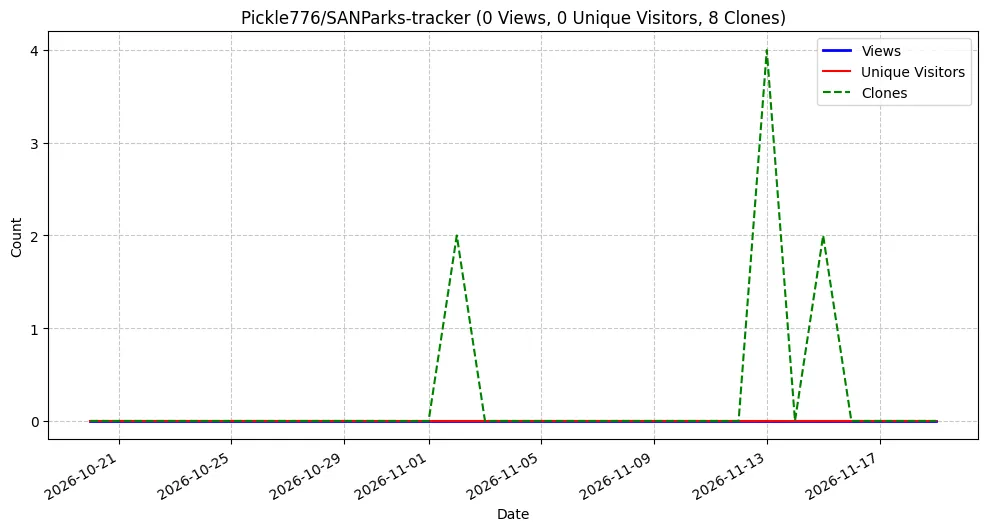 Pickle776/SANParks-tracker (0 Views, 0 Unique Visitors, 8 Clones)
Views
Unique Visitors
Clones
4
3
2
1
0
Count
2026-10-21
2026-10-25
2026-10-29
2026-11-01
2026-11-05
2026-11-09
2026-11-13
2026-11-17
Date